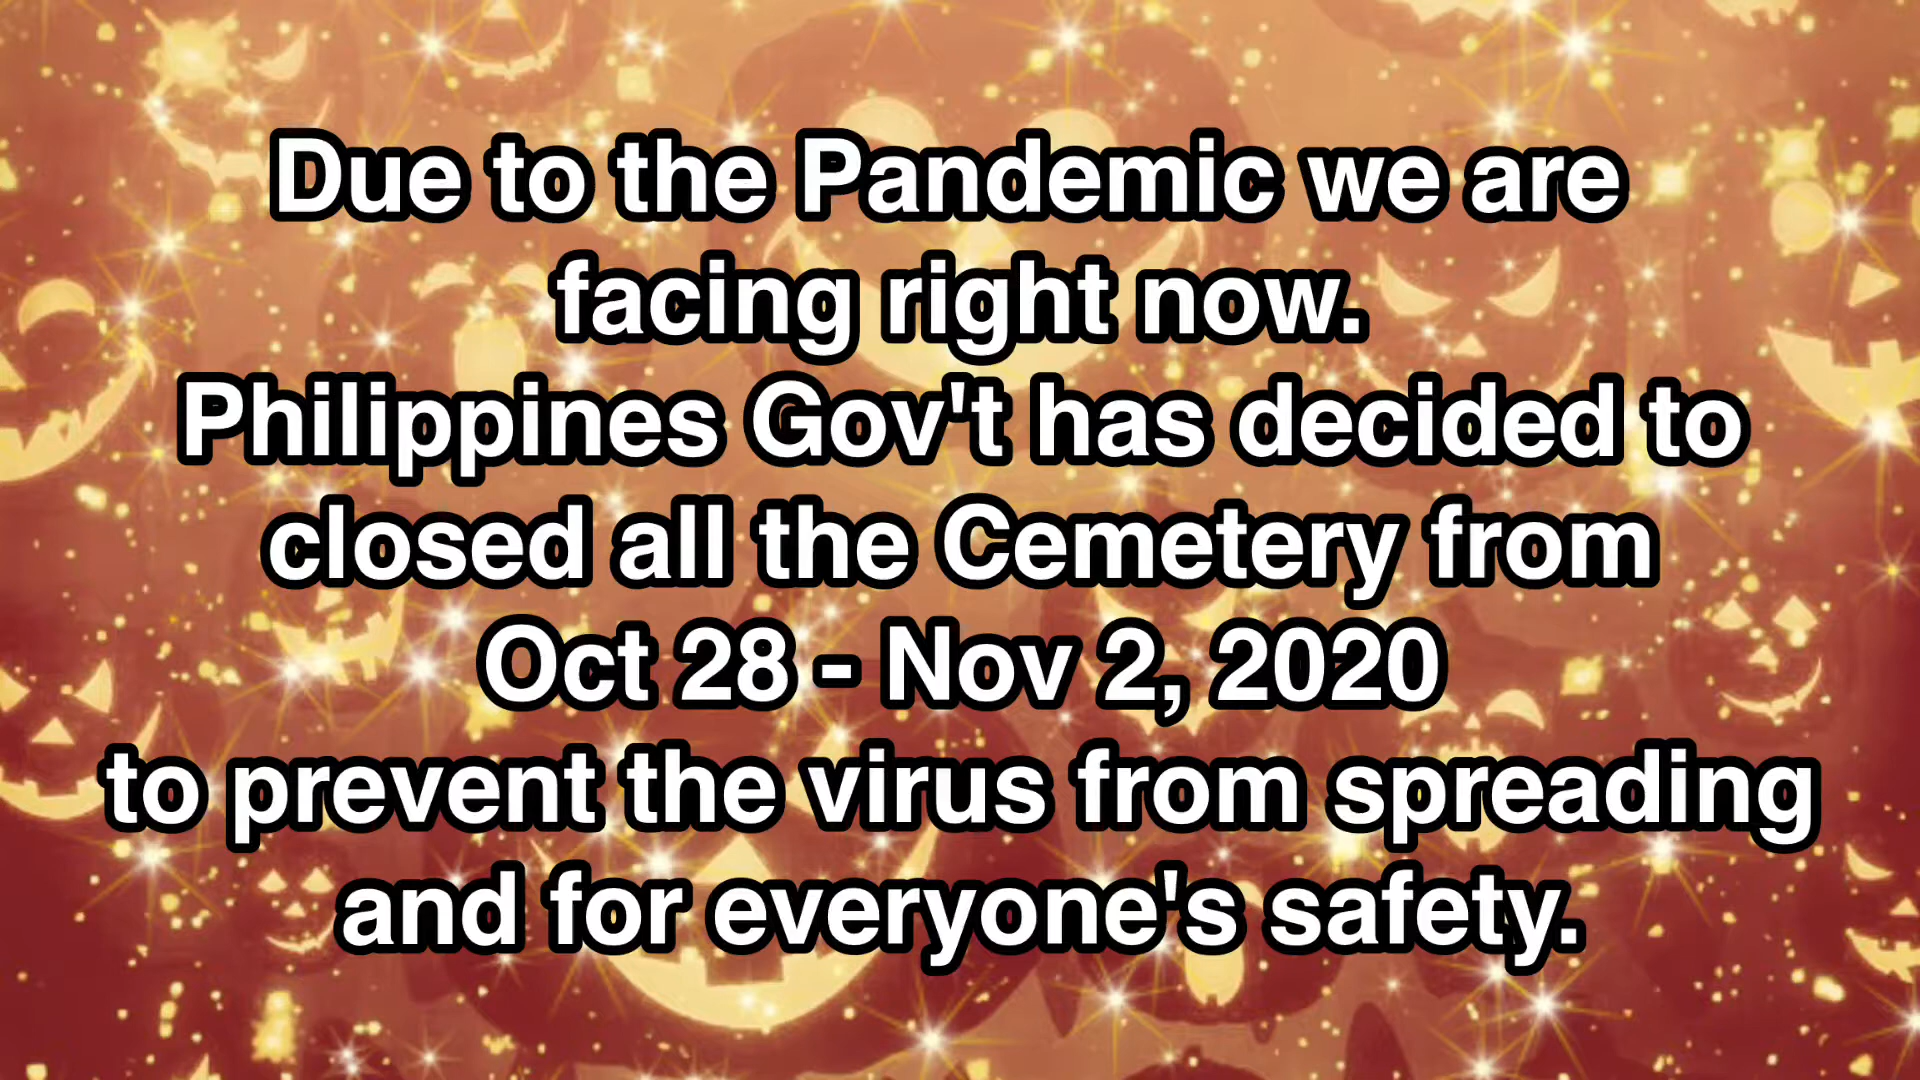 Due to the Pandemic we are
facing right now.
Philippines Gov't has decided to
closed all the Cemetery from
Oct 28 - Nov 2, 2020
to prevent the virus from spreading
and for everyone's safety.